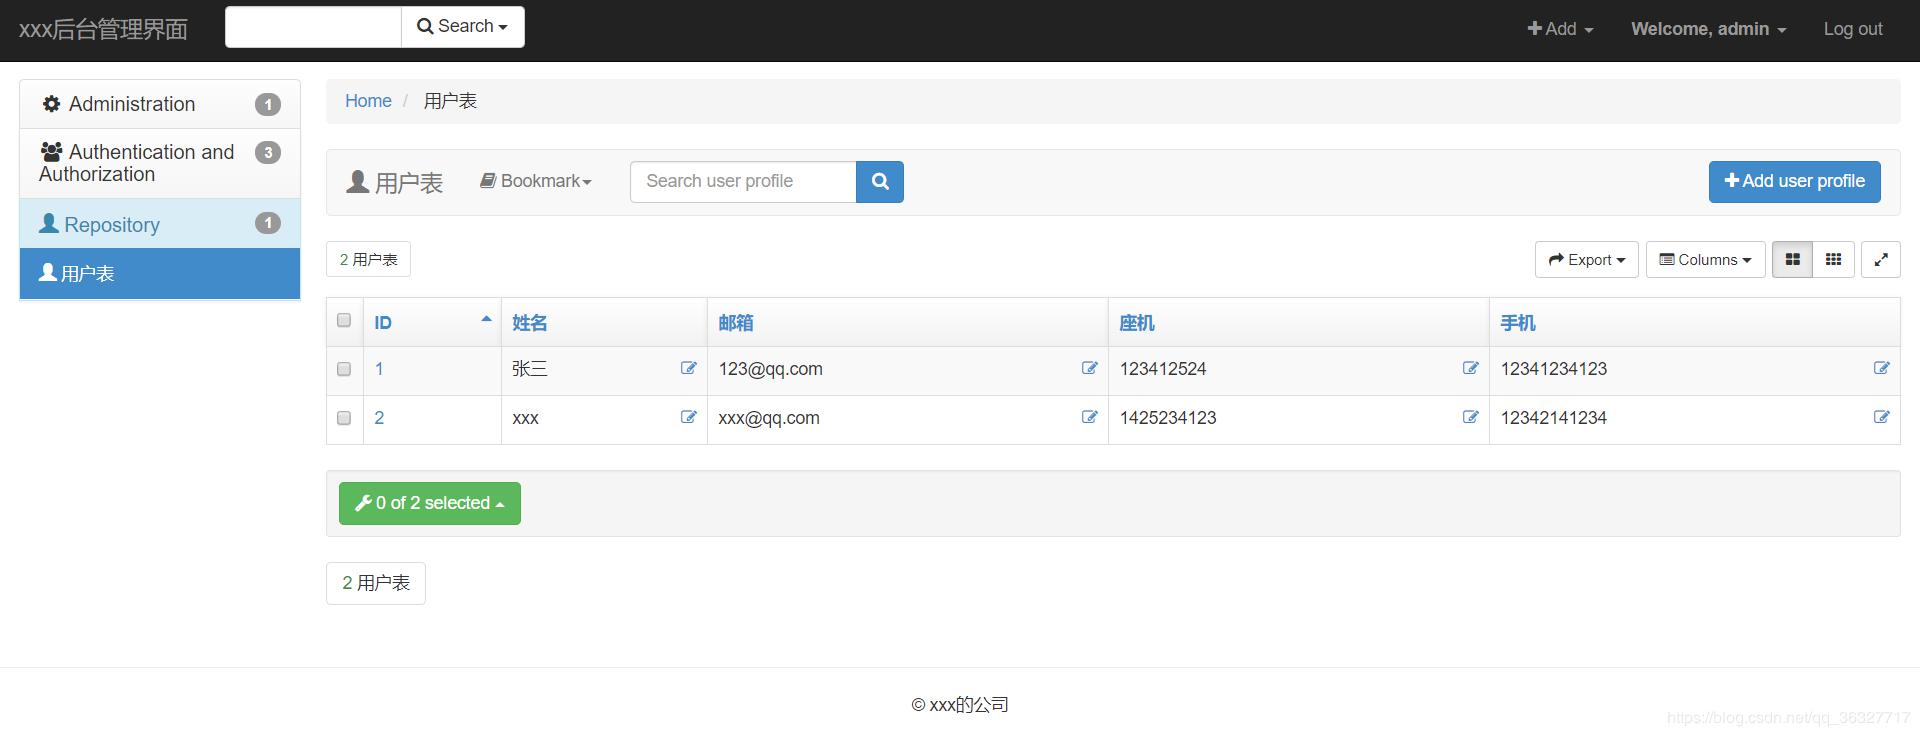 xxx后台管理界面 Search Add Welcome, admin Log out
Administration 1
Authentication and Authorization 3
Repository 1
用户表
Home / 用户表
用户表 Bookmark Search user profile Add user profile
2 用户表 Export Columns
ID 姓名 邮箱 座机 手机
1 张三 123@qq.com 123412524 12341234123
2 xxx xxx@qq.com 1425234123 12342141234
0 of 2 selected
2 用户表
© xxx的公司
https://blog.csdn.net/qq_36327717